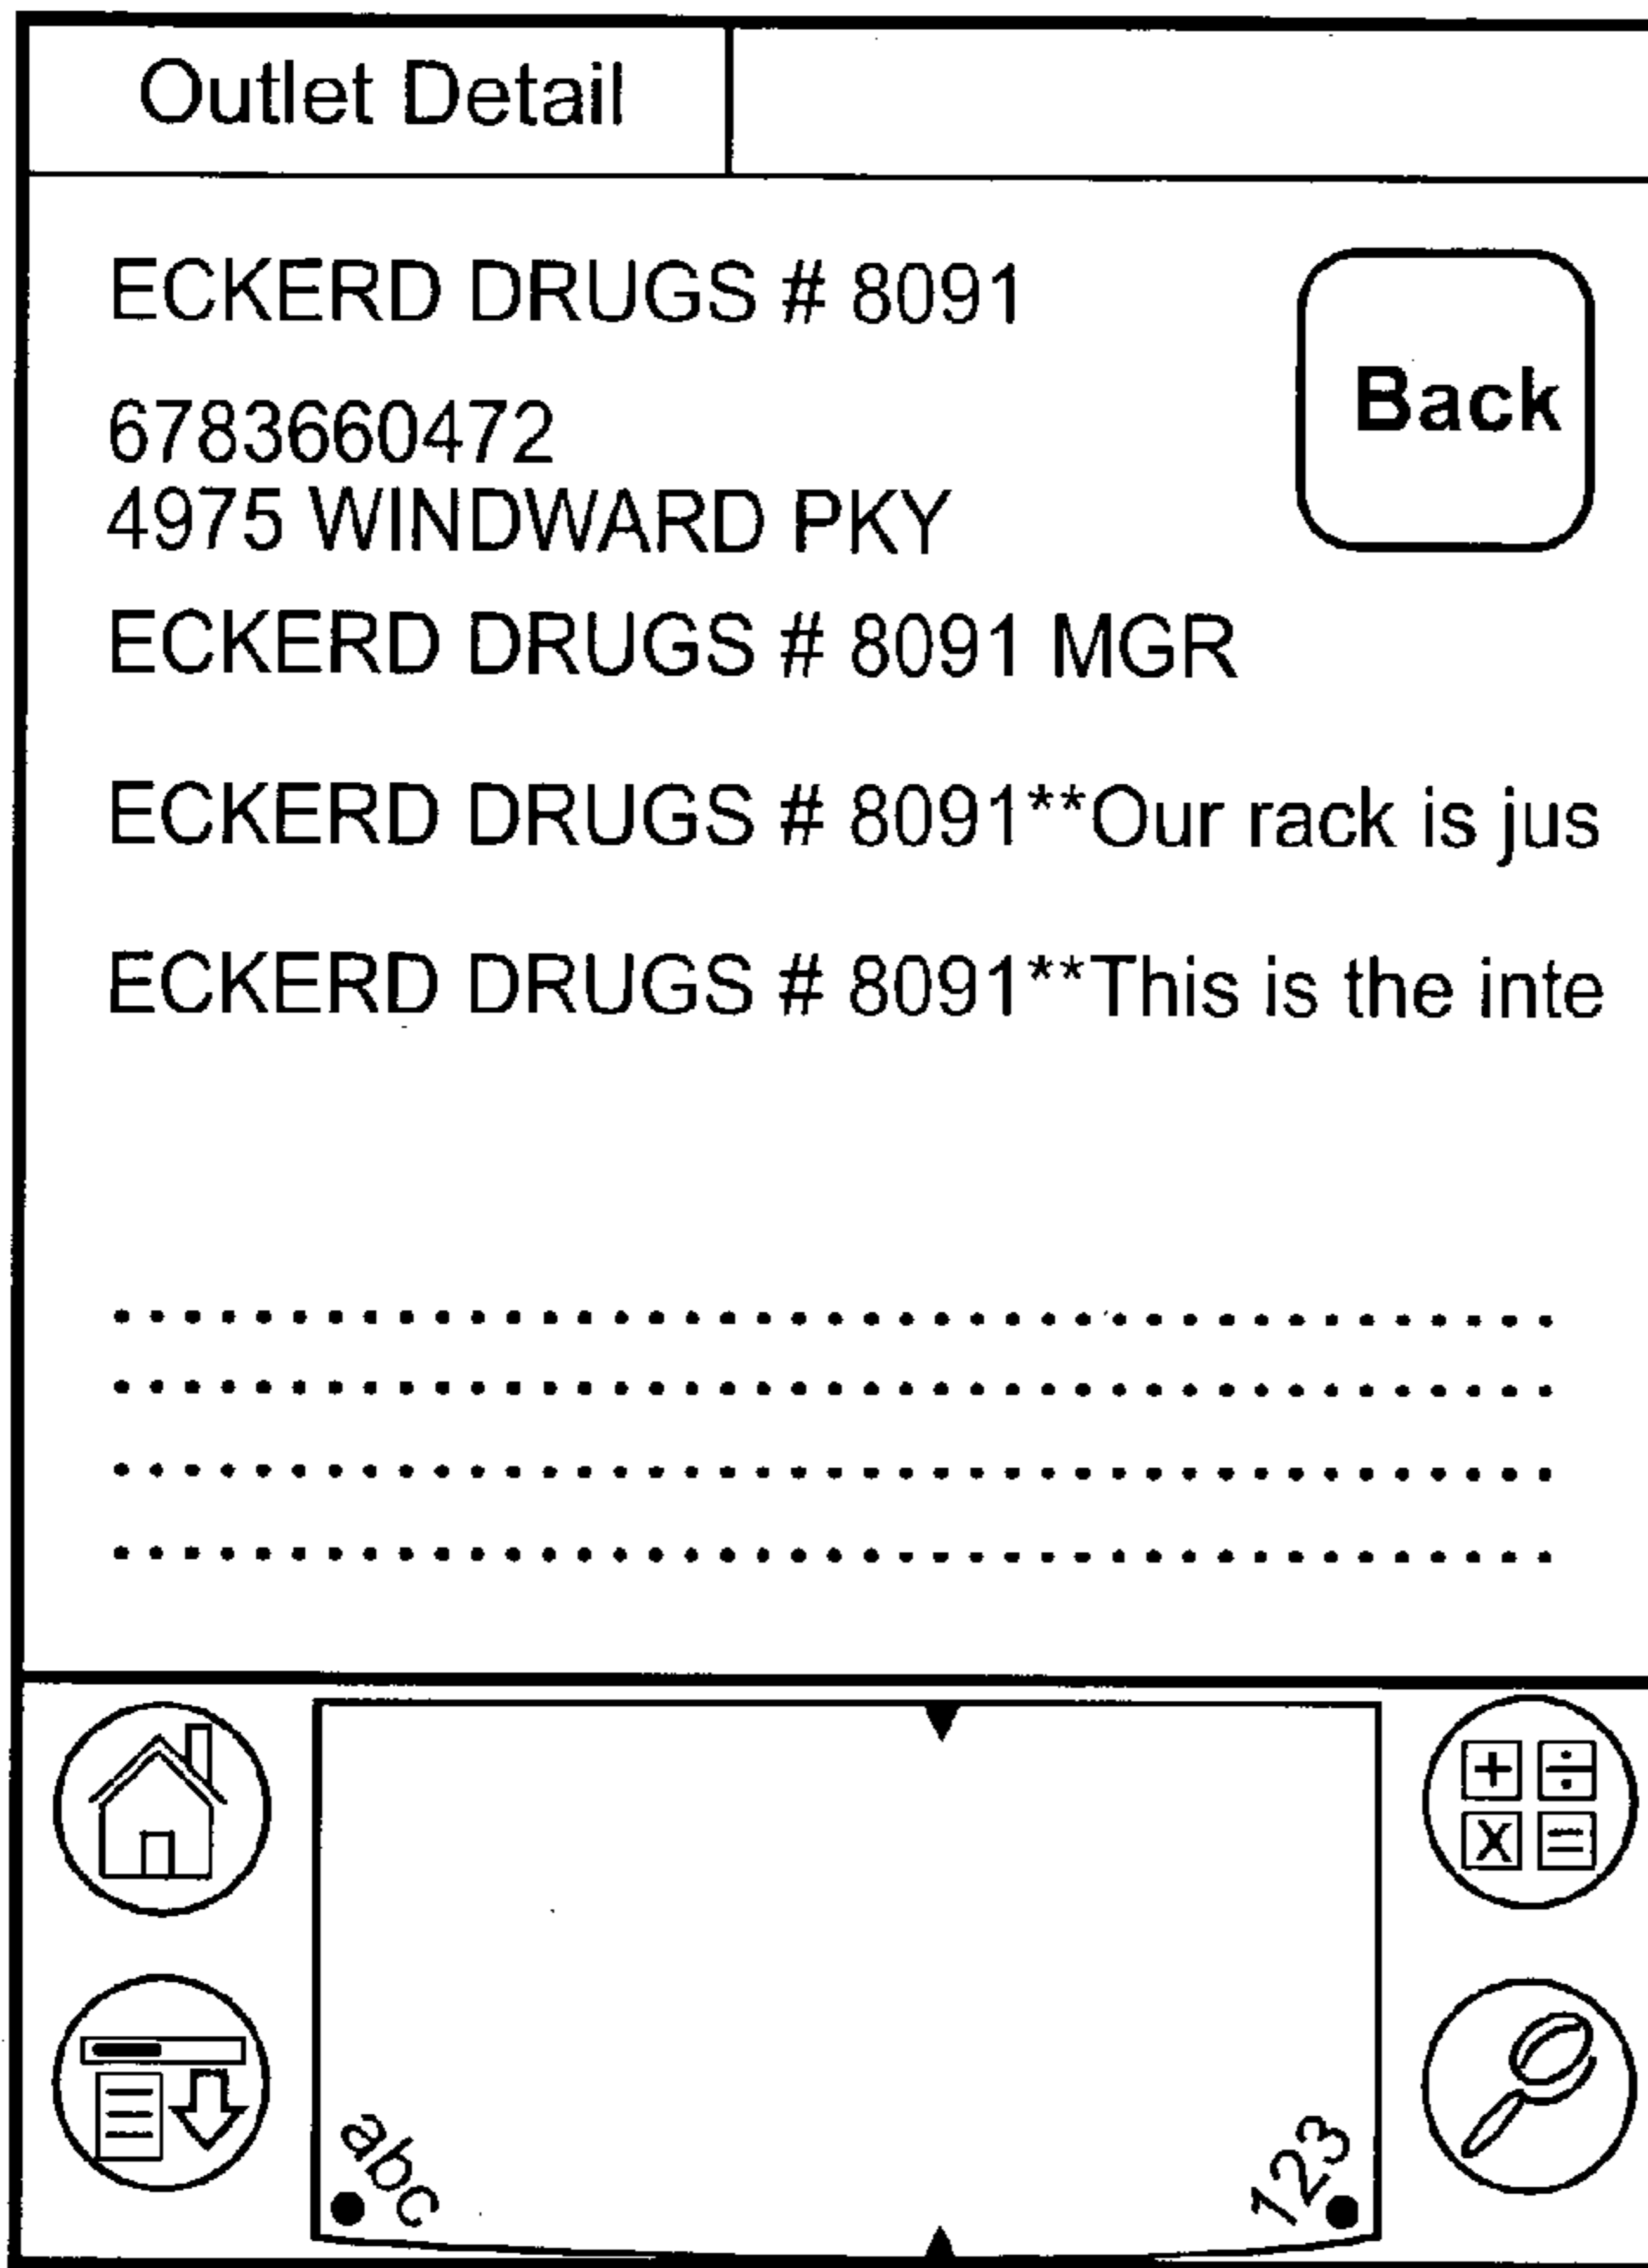 Outlet Detail
ECKERD DRUGS # 8091
Back
6783660472
4975 WINDWARD PKY
ECKERD DRUGS # 8091 MGR
ECKERD DRUGS # 8091**Our rack is jus
ECKERD DRUGS # 8091**This is the inte
+ ÷
X =
abc
123